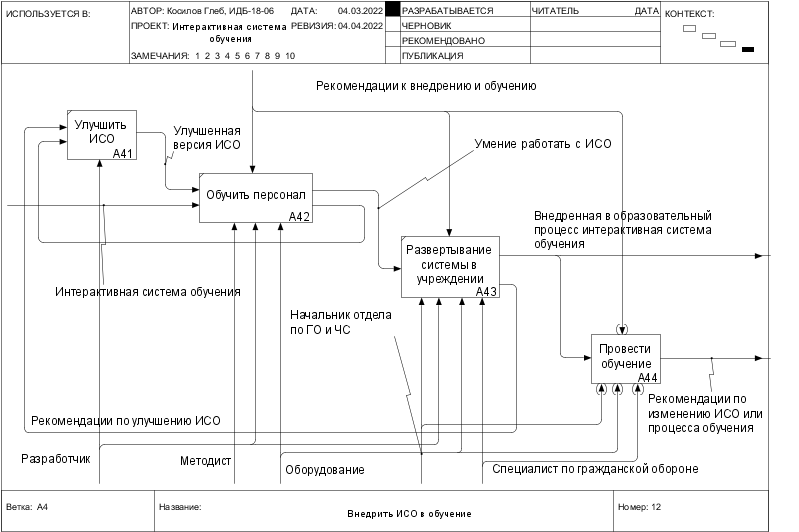 ИСПОЛЬЗУЕТСЯ В:
АВТОР: Косилов Глеб, ИДБ-18-06
ДАТА: 04.03.2022
ПРОЕКТ: Интерактивная система
обучения
РЕВИЗИЯ: 04.04.2022
ЗАМЕЧАНИЯ: 1 2 3 4 5 6 7 8 9 10
РАЗРАБАТЫВАЕТСЯ
ЧЕРНОВИК
РЕКОМЕНДОВАНО
ПУБЛИКАЦИЯ
ЧИТАТЕЛЬ
ДАТА
КОНТЕКСТ:
Рекомендации к внедрению и обучению
Улучшить
ИСО
A41
Улучшенная
версия ИСО
Умение работать с ИСО
Обучить персонал
A42
Внедренная в образовательный
процесс интерактивная система
обучения
Развертывание
системы в
учреждении
A43
Интерактивная система обучения
Начальник отдела
по ГО и ЧС
Провести
обучение
A44
Рекомендации по
изменению ИСО или
процесса обучения
Рекомендации по улучшению ИСО
Разработчик
Методист
Оборудование
Специалист по гражданской обороне
Ветка: A4
Название:
Внедрить ИСО в обучение
Номер: 12